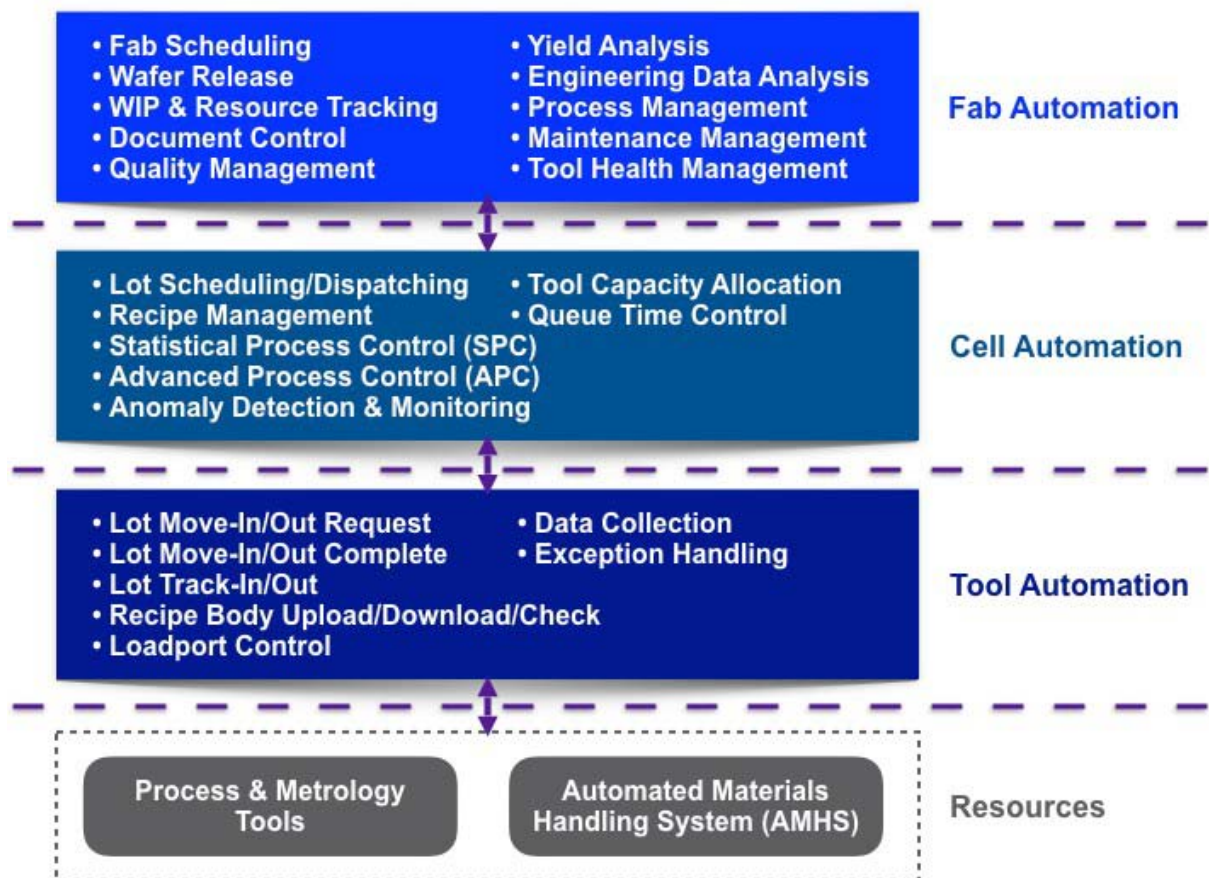 • Fab Scheduling
• Wafer Release
• WIP & Resource Tracking
• Document Control
• Quality Management
• Yield Analysis
• Engineering Data Analysis
• Process Management
• Maintenance Management
• Tool Health Management
Fab Automation
• Lot Scheduling/Dispatching
• Recipe Management
• Statistical Process Control (SPC)
• Advanced Process Control (APC)
• Anomaly Detection & Monitoring
• Tool Capacity Allocation
• Queue Time Control
Cell Automation
• Lot Move-In/Out Request
• Lot Move-In/Out Complete
• Lot Track-In/Out
• Recipe Body Upload/Download/Check
• Loadport Control
• Data Collection
• Exception Handling
Tool Automation
Process & Metrology
Tools
Automated Materials
Handling System (AMHS)
Resources